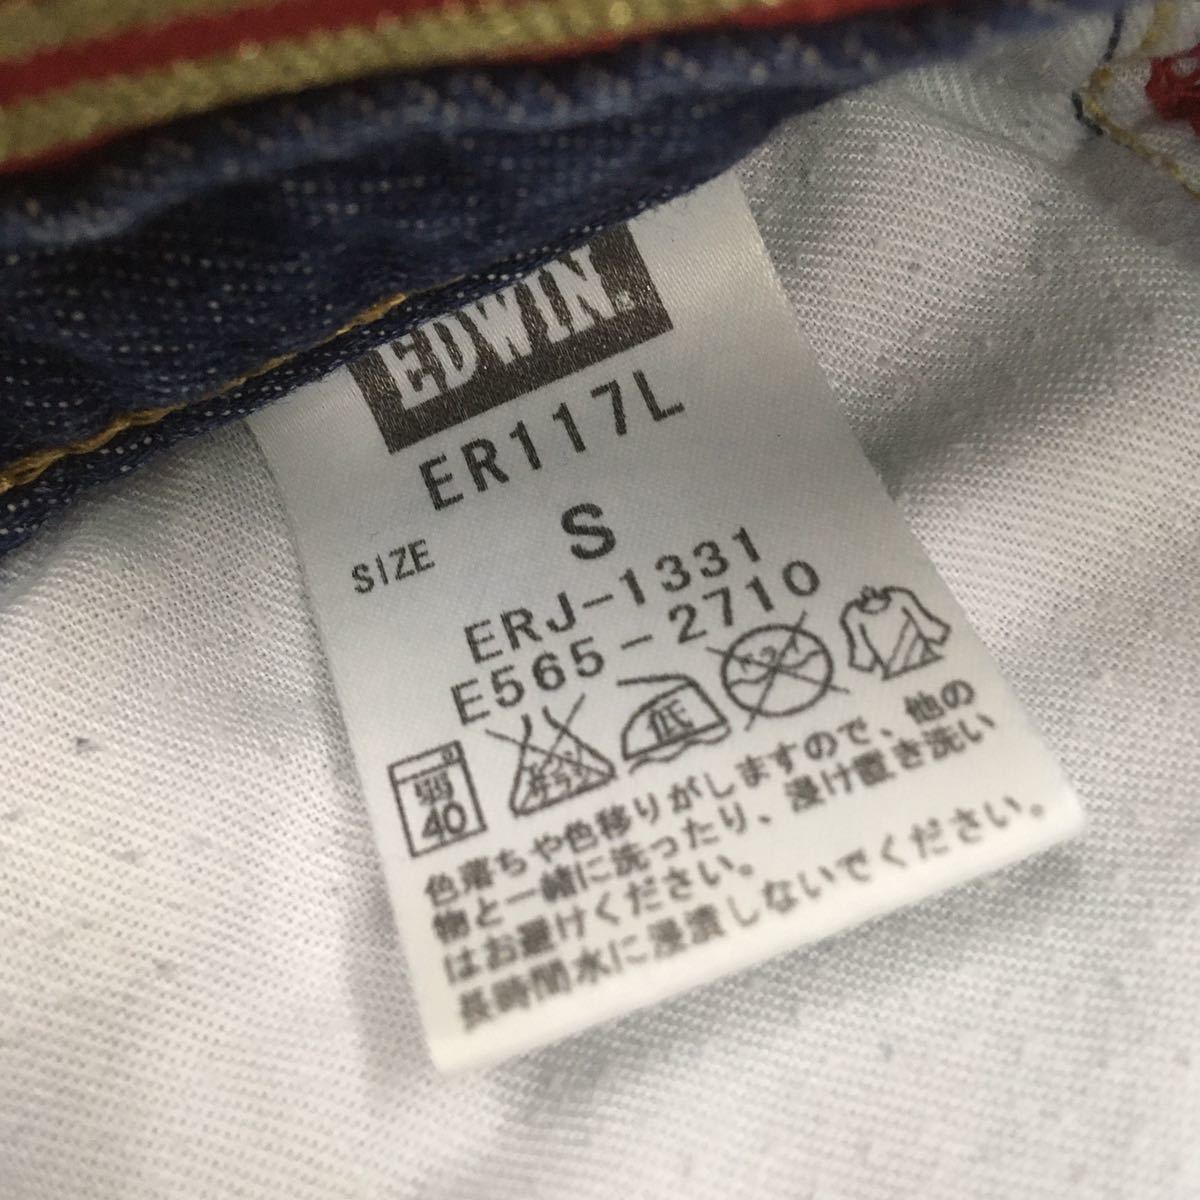 EDWIN.
ER117L
SIZE S
ERJ-1331
E565-2710
弱 40
低
色落ちや色移りがしますので、他の
物と一緒に洗ったり、浸け置き洗い
はお避けください。
長時間水に浸漬しないでください。